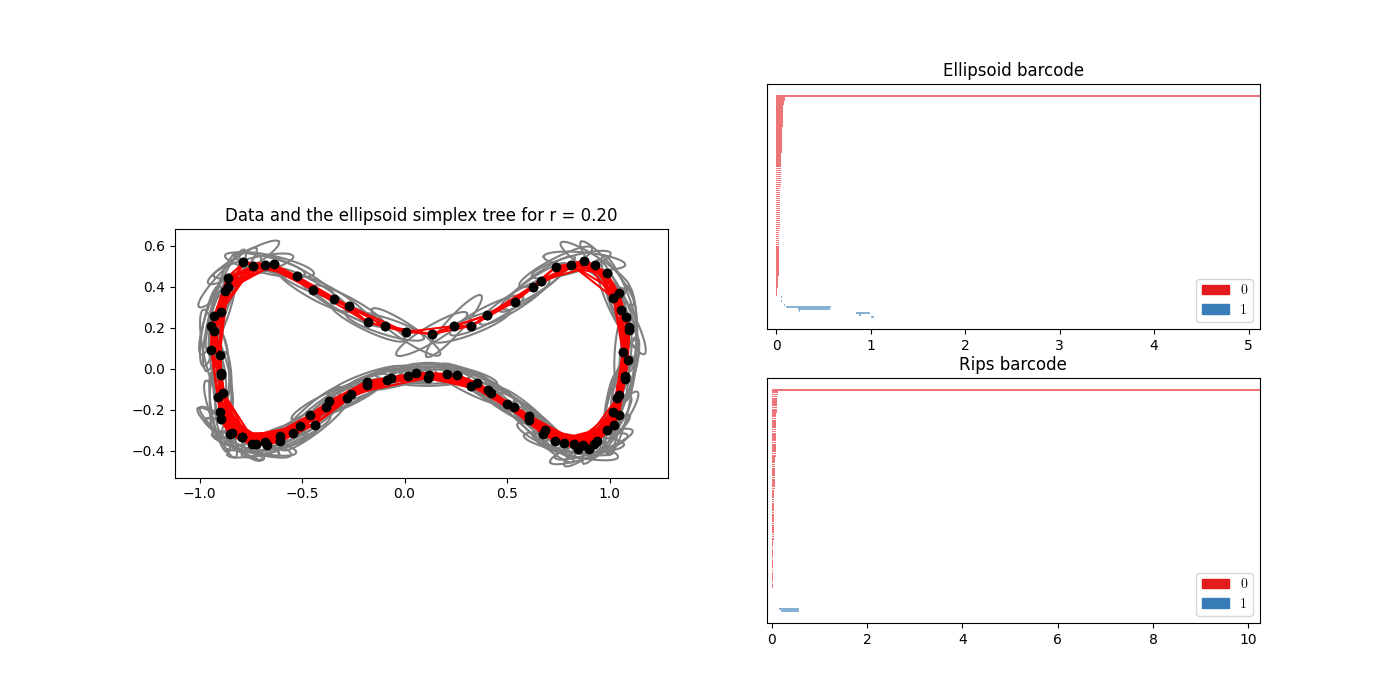 Data and the ellipsoid simplex tree for r = 0.20
0.6
0.4
0.2
0.0
−0.2
−0.4
−1.0 −0.5 0.0 0.5 1.0
Ellipsoid barcode
0
1
0 1 2 3 4 5
Rips barcode
0
1
0 2 4 6 8 10